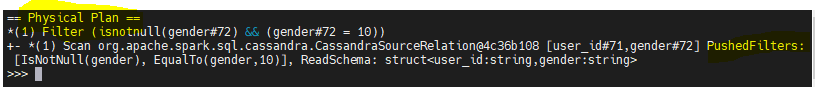 == Physical Plan ==
*(1) Filter (isnotnull(gender#72) && (gender#72 = 10))
+- *(1) Scan org.apache.spark.sql.cassandra.CassandraSourceRelation@4c36b108 [user_id#71,gender#72] PushedFilters:
[IsNotNull(gender), EqualTo(gender,10)], ReadSchema: struct<user_id:string,gender:string>
>>>